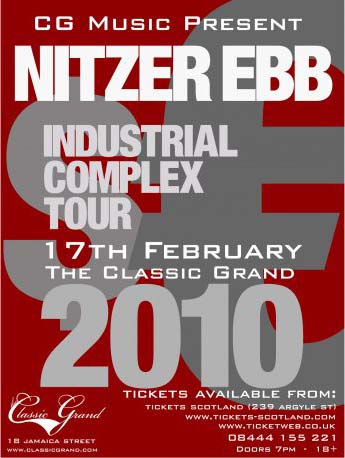 CG Music Present
NITZER EBB
INDUSTRIAL
COMPLEX
TOUR
17th February
The Classic Grand
2010
TICKETS AVAILABLE FROM:
TICKETS SCOTLAND (239 ARGYLE ST)
WWW.TICKETS-SCOTLAND.COM
WWW.TICKETWEB.CO.UK
08444 155 221
Doors 7pm - 18+
Classic Grand
18 JAMAICA STREET
WWW.CLASSICGRAND.COM